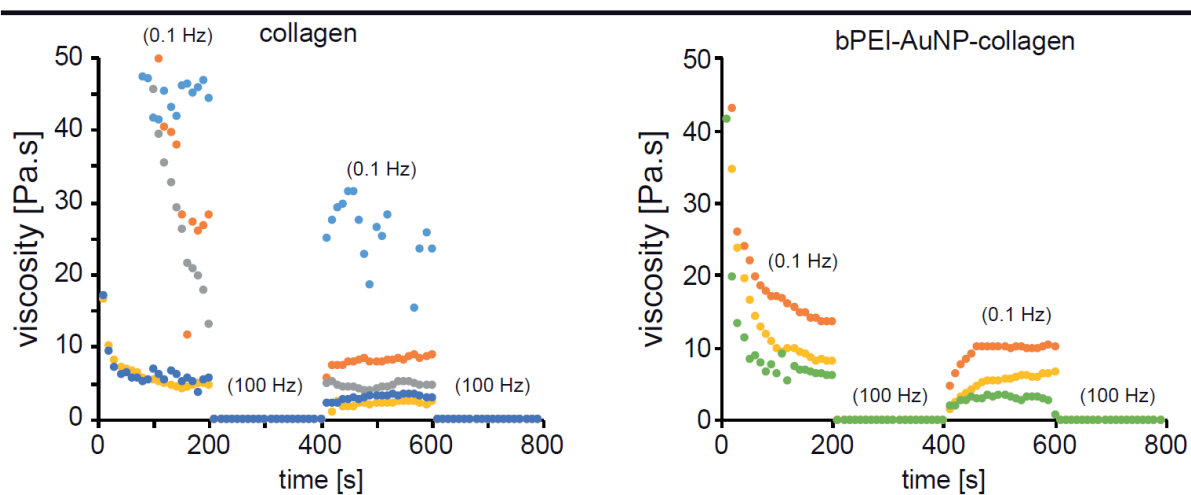 (0.1 Hz)
collagen
50
40
30
20
10
0
viscosity [Pa.s]
(0.1 Hz)
(100 Hz)
(100 Hz)
0 200 400 600 800
time [s]
bPEI-AuNP-collagen
50
40
30
20
10
0
viscosity [Pa.s]
(0.1 Hz)
(0.1 Hz)
(100 Hz)
(100 Hz)
0 200 400 600 800
time [s]